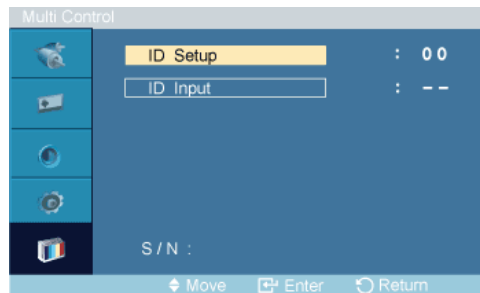 Multi Control
ID Setup : 00
ID Input : --
S/N :
Move Enter Return